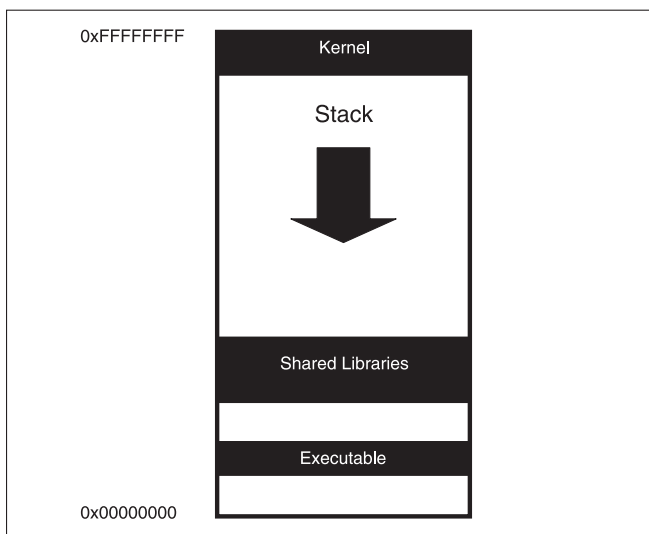 0xFFFFFFFF
Kernel
Stack
Shared Libraries
Executable
0x00000000